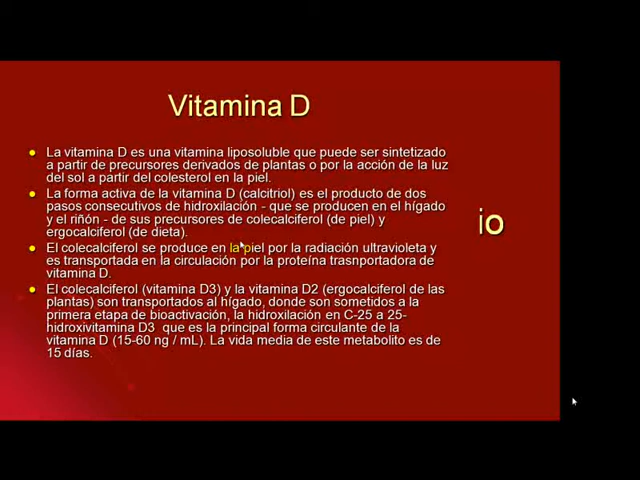 Vitamina D
La vitamina D es una vitamina liposoluble que puede ser sintetizado
a partir de precursores derivados de plantas o por la acción de la luz
del sol a partir del colesterol en la piel.
La forma activa de la vitamina D (calcitriol) es el producto de dos
pasos consecutivos de hidroxilación - que se producen en el hígado
y el riñón - de sus precursores de colecalciferol (de piel) y
ergocalciferol (de dieta).
El colecalciferol se produce en la piel por la radiación ultravioleta y
es transportada en la circulación por la proteína trasnportadora de
vitamina D.
El colecalciferol (vitamina D3) y la vitamina D2 (ergocalciferol de las
plantas) son transportados al hígado, donde son sometidos a la
primera etapa de bioactivación, la hidroxilación en C-25 a 25-
hidroxivitamina D3 que es la principal forma circulante de la
vitamina D (15-60 ng / mL). La vida media de este metabolito es de
15 días.
io